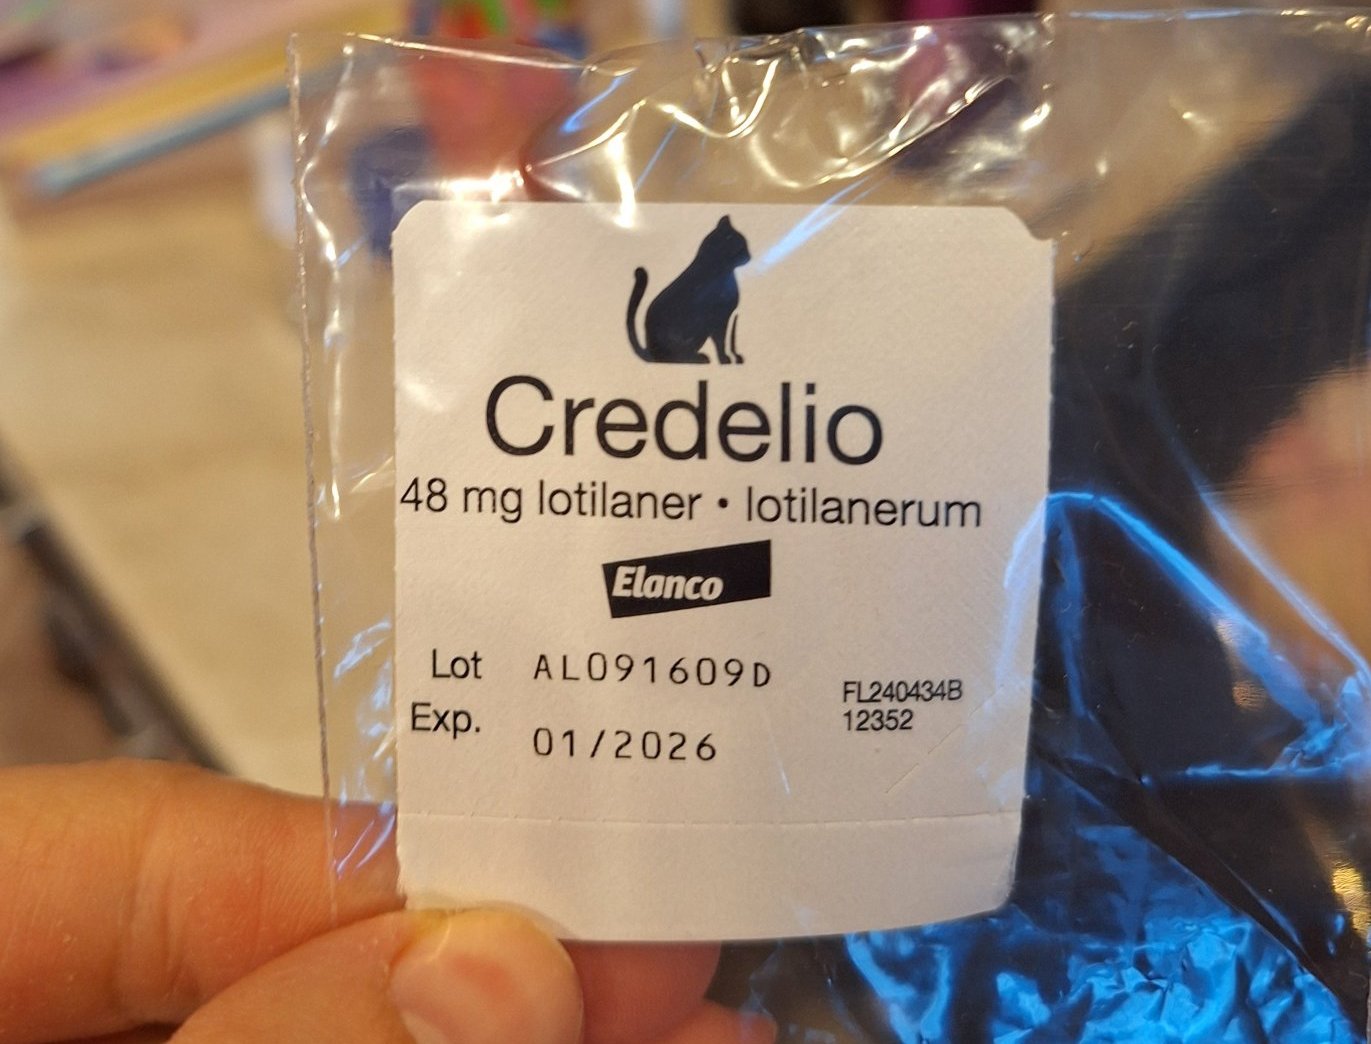 Credelio
48 mg lotilaner • lotilanerum
Elanco
Lot AL091609D
Exp. 01/2026
FL240434B
12352